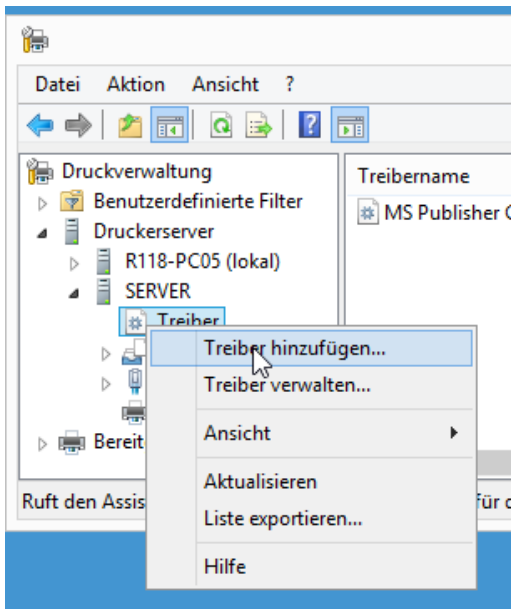 Datei Aktion Ansicht ?
Druckverwaltung
Benutzerdefinierte Filter
Druckerserver
R118-PC05 (lokal)
SERVER
Treiber
Treibername
MS Publisher
Treiber hinzufügen...
Treiber verwalten...
Ansicht
Aktualisieren
Liste exportieren...
Hilfe
Bereit
Ruft den Assis
für